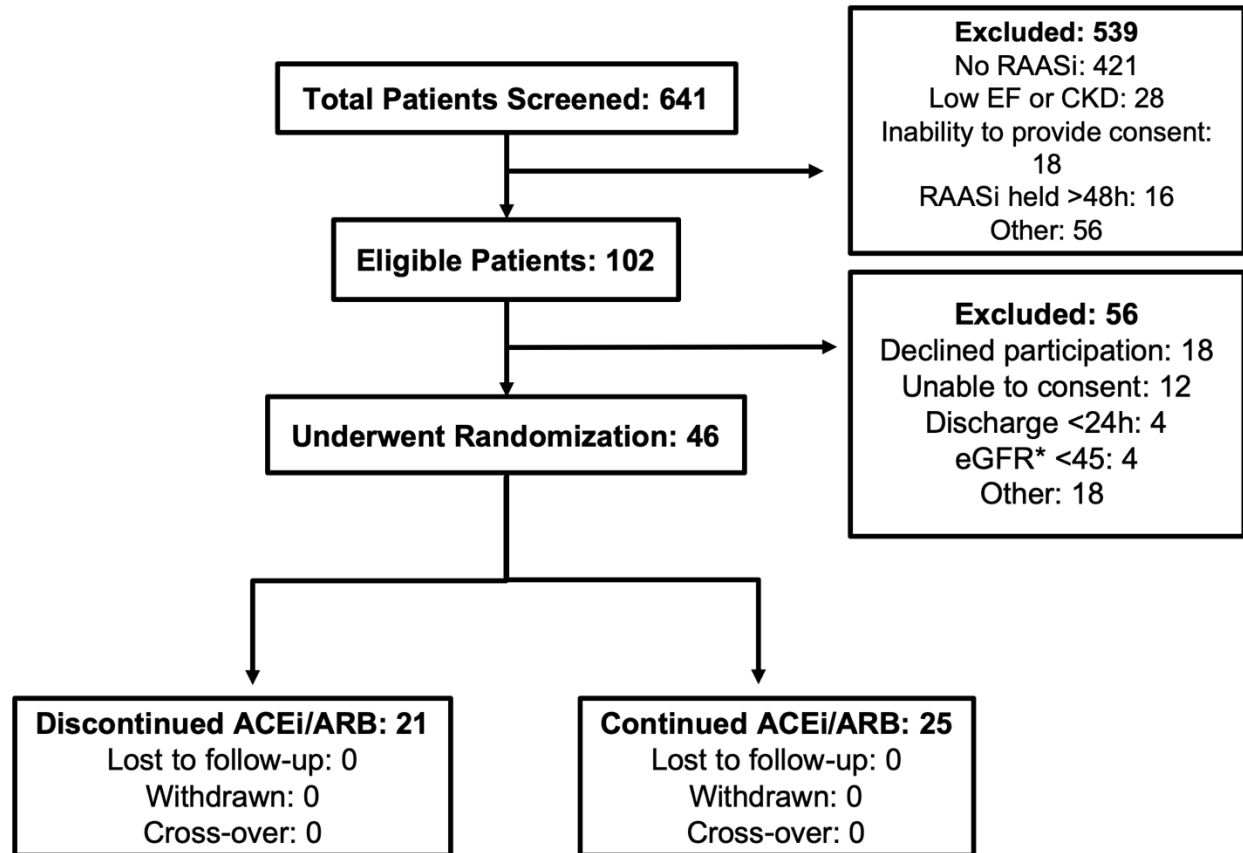 Total Patients Screened: 641
Excluded: 539
No RAASi: 421
Low EF or CKD: 28
Inability to provide consent:
18
RAASi held >48h: 16
Other: 56
Eligible Patients: 102
Excluded: 56
Declined participation: 18
Unable to consent: 12
Discharge <24h: 4
eGFR* <45: 4
Other: 18
Underwent Randomization: 46
Discontinued ACEi/ARB: 21
Lost to follow-up: 0
Withdrawn: 0
Cross-over: 0
Continued ACEi/ARB: 25
Lost to follow-up: 0
Withdrawn: 0
Cross-over: 0